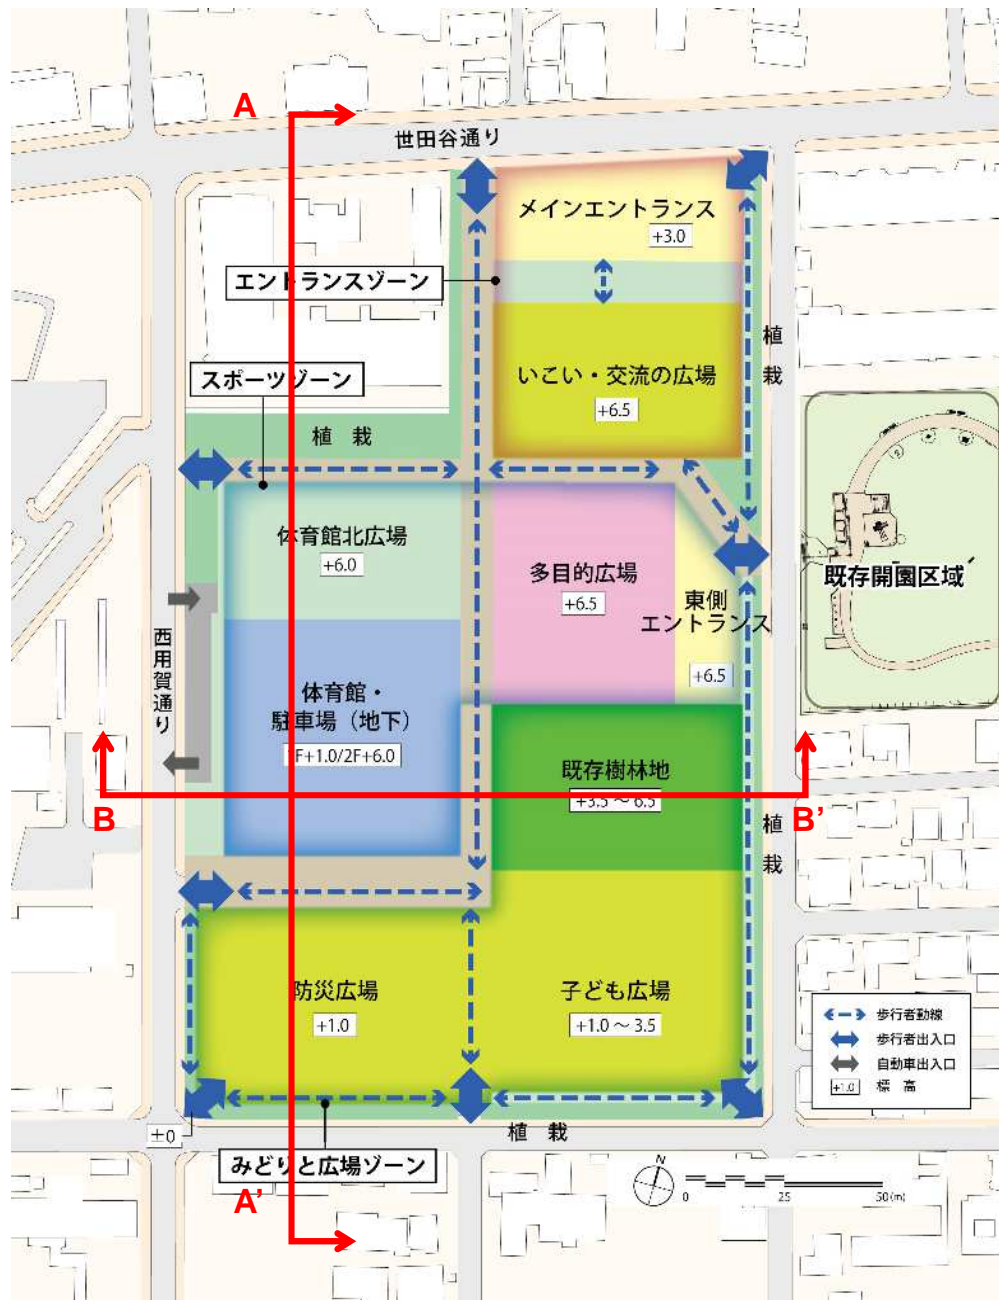 A
世田谷通り
メインエントランス
+3.0
エントランスゾーン
植栽
いこい・交流の広場
+6.5
スポーツゾーン
植栽
体育館北広場
+6.0
多目的広場
+6.5
東側
エントランス
+6.5
既存開園区域
西用賀通り
体育館・
駐車場（地下）
1F+1.0/2F+6.0
既存樹林地
+3.5～6.5
B
B'
植栽
防災広場
+1.0
子ども広場
+1.0～3.5
歩行者動線
歩行者出入口
自動車出入口
+1.0 標高
±0
植栽
みどりと広場ゾーン
A'
N
0 25 50(m)